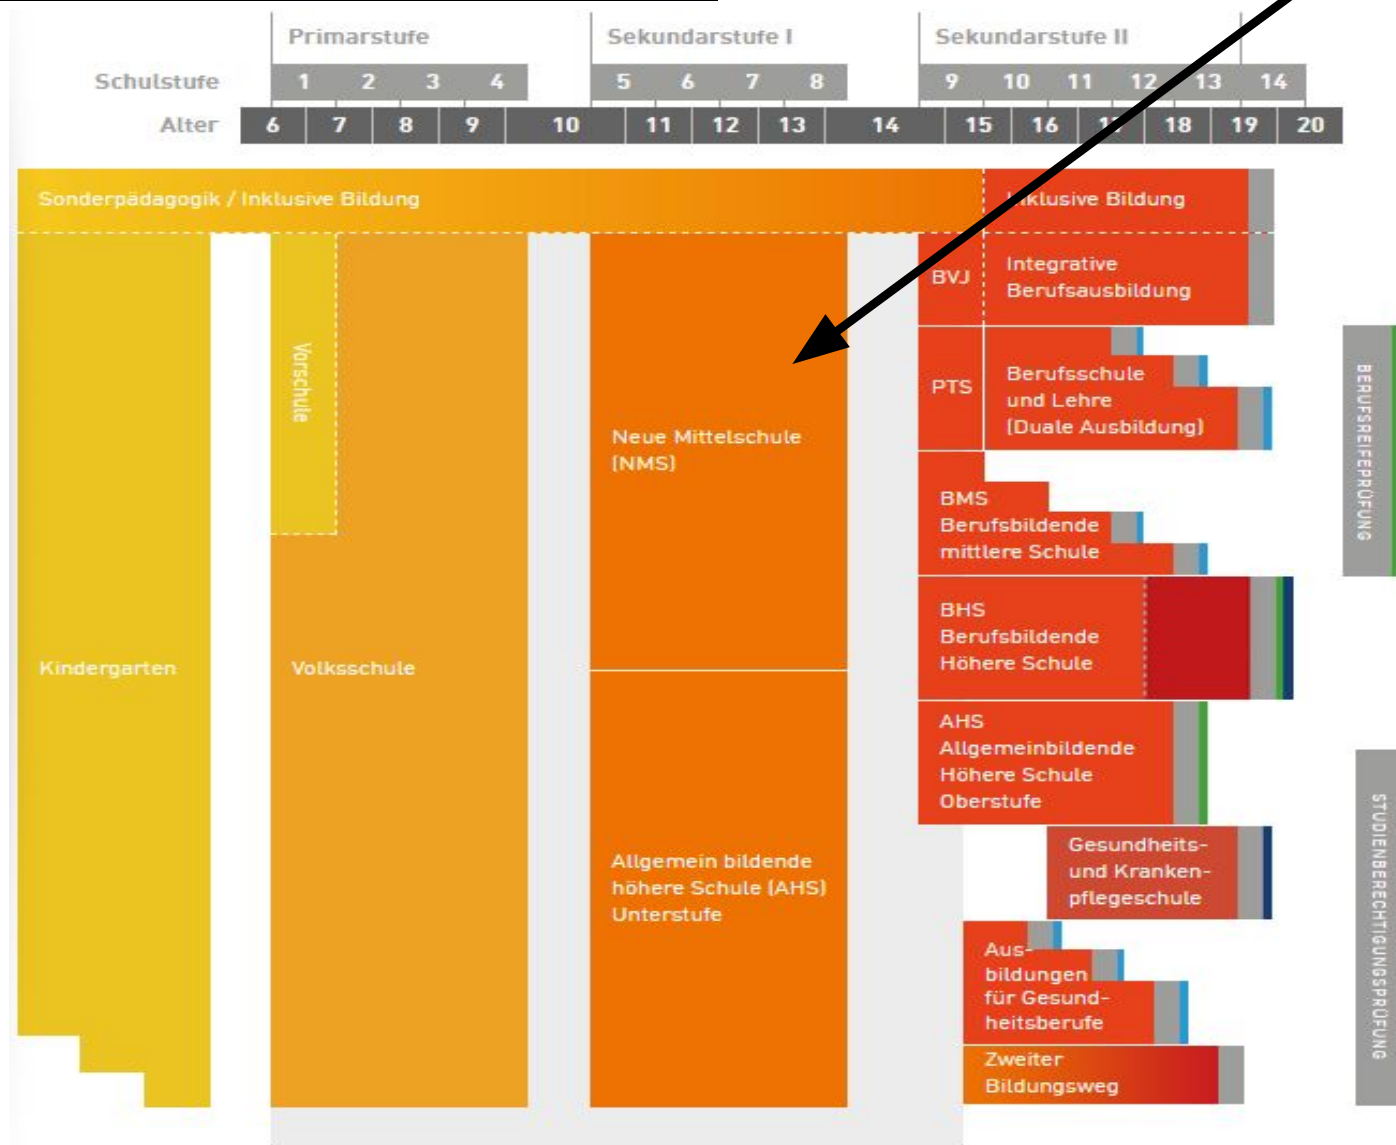 Primarstufe
Sekundarstufe I
Sekundarstufe II
Schulstufe 1 2 3 4 5 6 7 8 9 10 11 12 13 14
Alter 6 7 8 9 10 11 12 13 14 15 16 17 18 19 20
Sonderpädagogik / Inklusive Bildung
Inklusive Bildung
Kindergarten
Vorschule
Volksschule
Neue Mittelschule
(NMS)
Allgemein bildende
höhere Schule (AHS)
Unterstufe
BVJ
Integrative
Berufsausbildung
PTS
Berufsschule
und Lehre
(Duale Ausbildung)
BMS
Berufsbildende
mittlere Schule
BHS
Berufsbildende
Höhere Schule
AHS
Allgemeinbildende
Höhere Schule
Oberstufe
Gesundheits-
und Kranken-
pflegeschule
Aus-
bildungen
für Gesund-
heitsberufe
Zweiter
Bildungsweg
BERUFSREIFEPRÜFUNG
STUDIENBERECHTIGUNGSPRÜFUNG